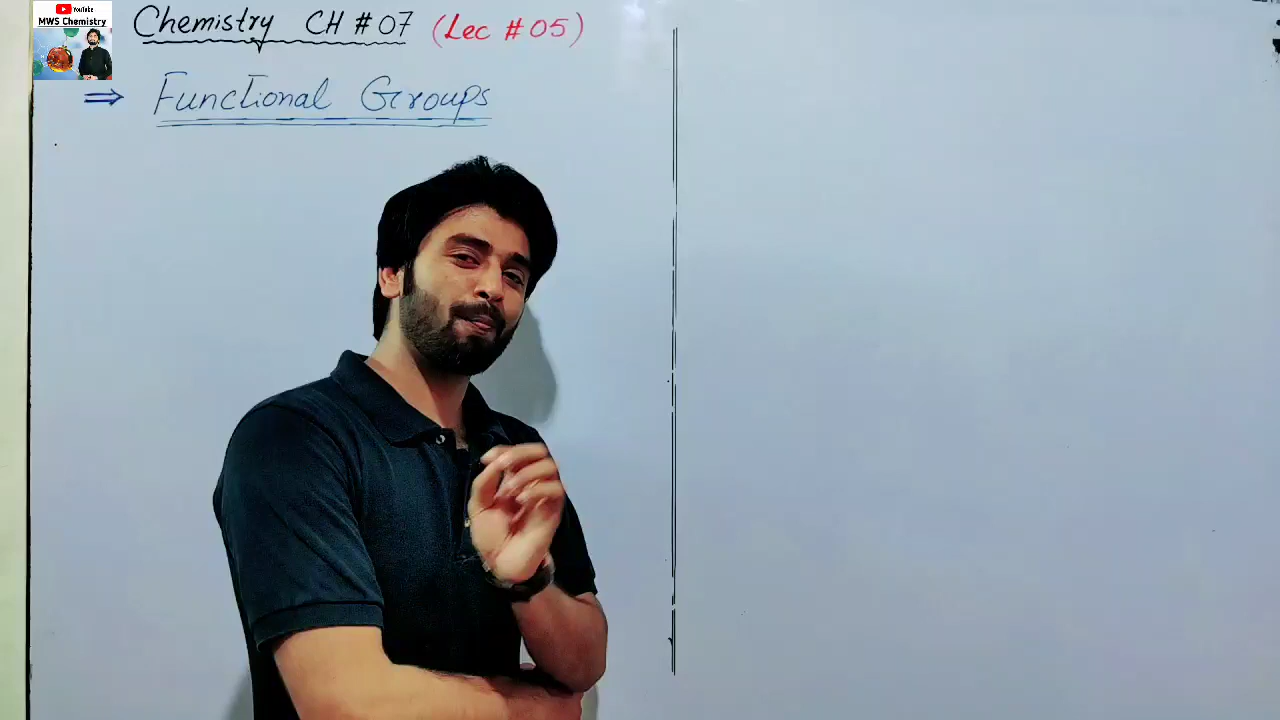 YouTube
MWS Chemistry
Chemistry CH # 07 (Lec # 05)
⇒ Functional Groups